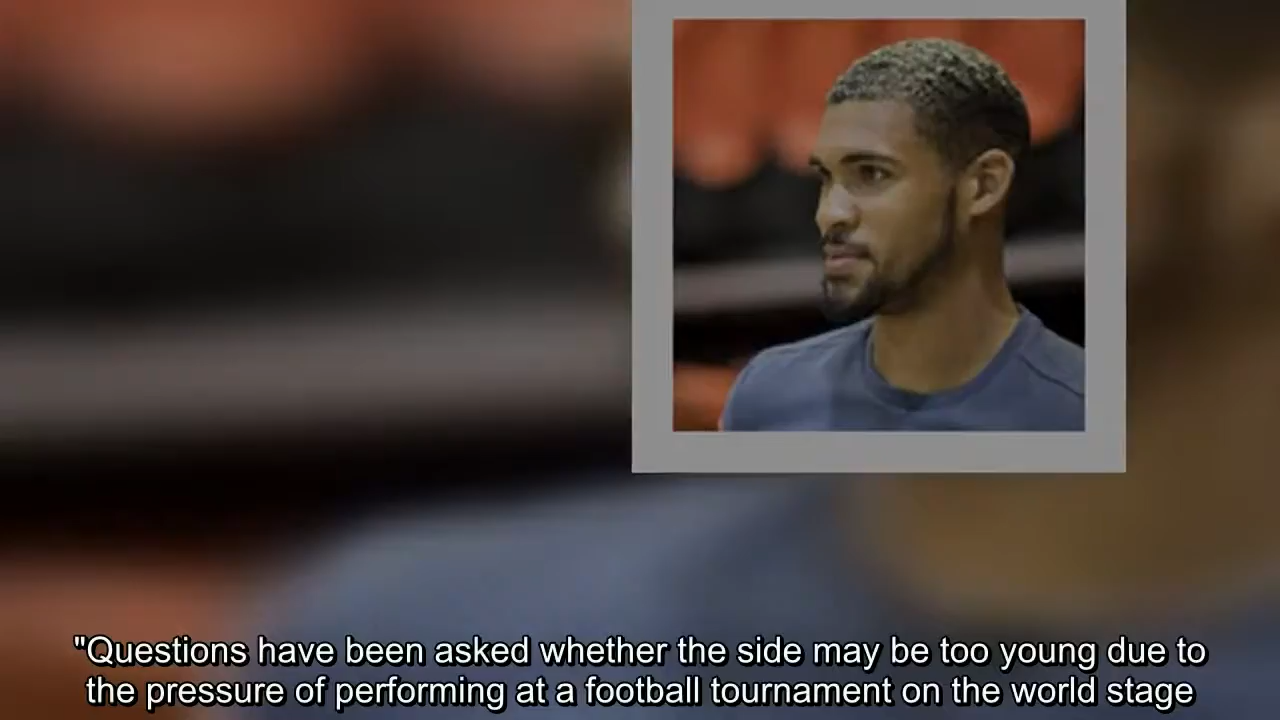 "Questions have been asked whether the side may be too young due to
the pressure of performing at a football tournament on the world stage